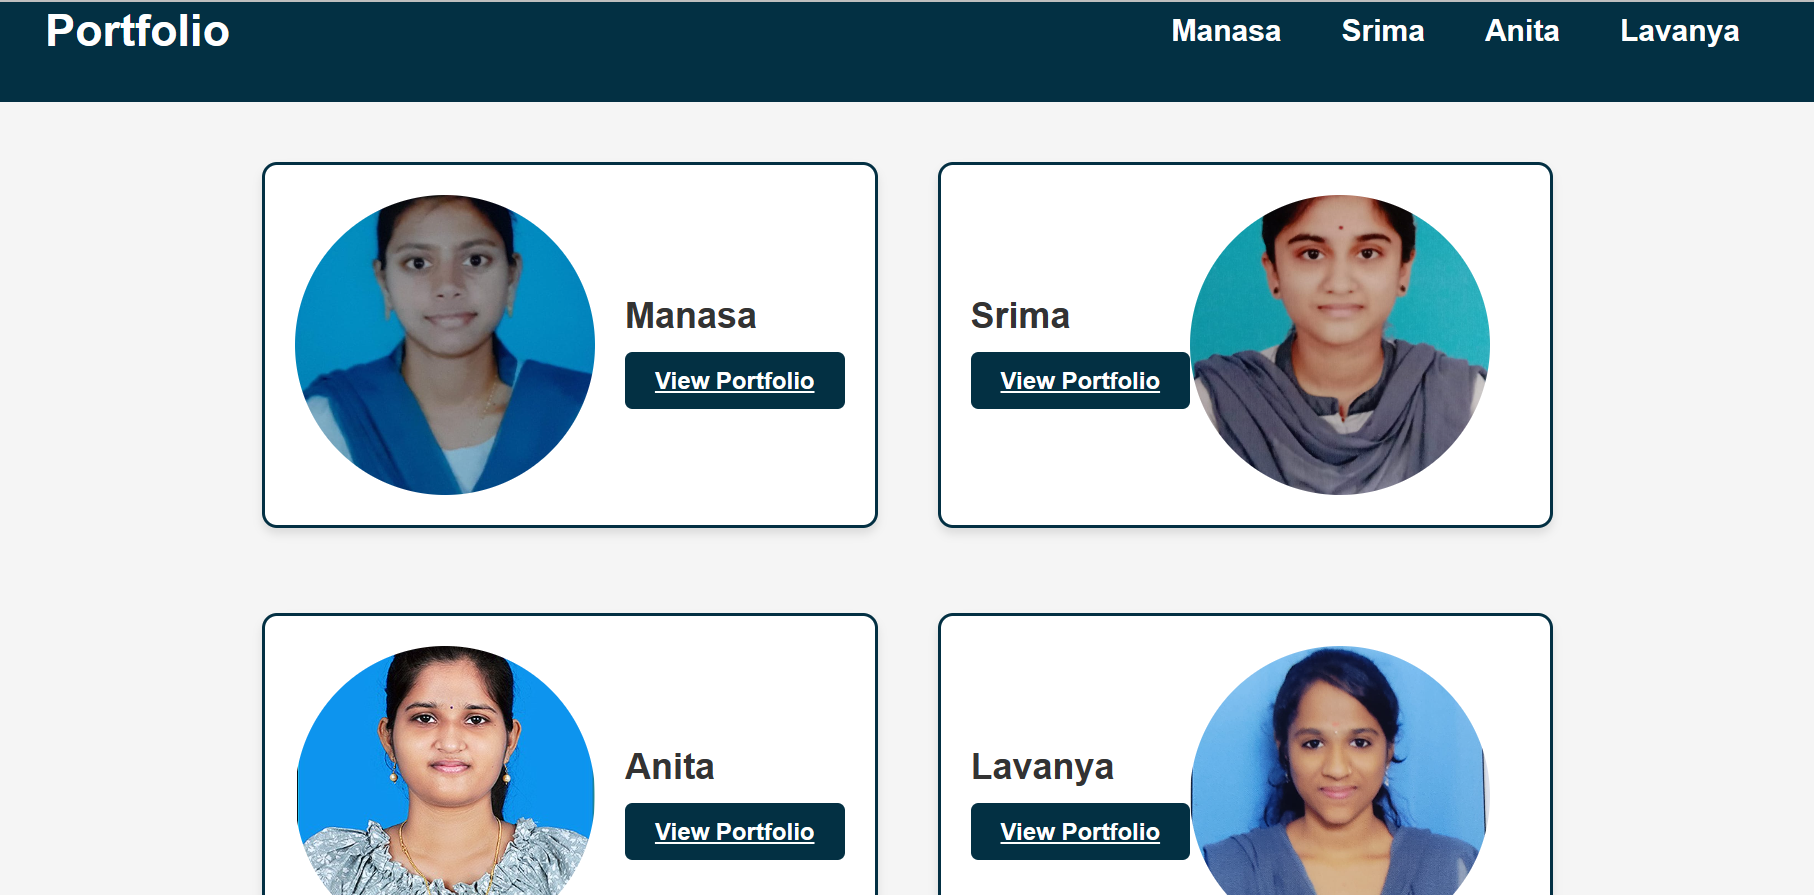 Portfolio
Manasa Srima Anita Lavanya
Manasa
View Portfolio
Srima
View Portfolio
Anita
View Portfolio
Lavanya
View Portfolio